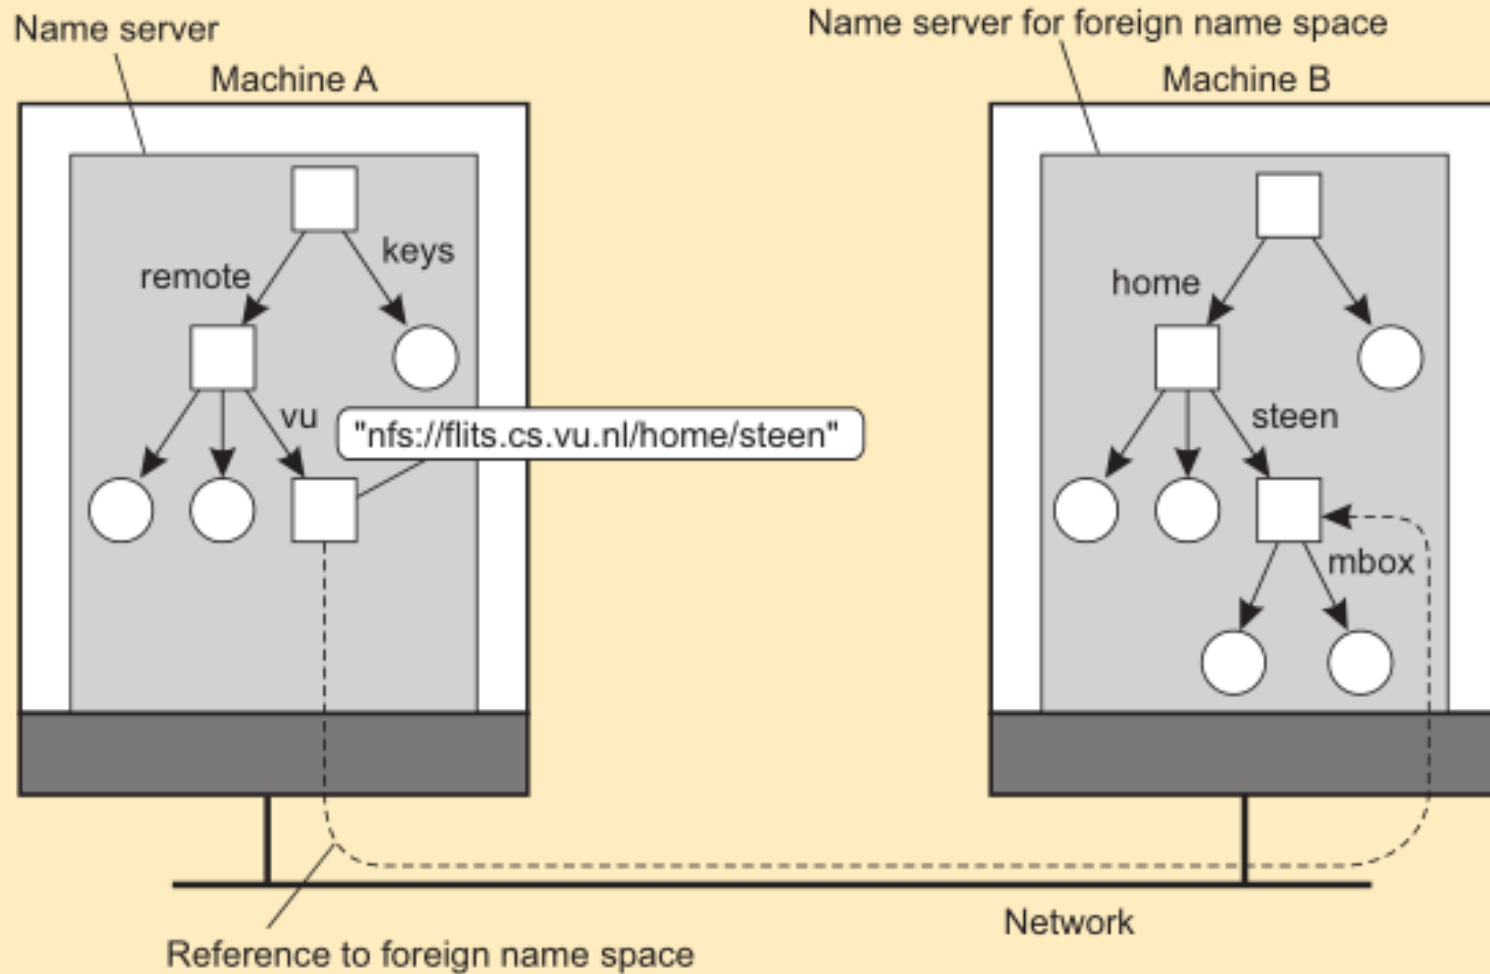 Name server
Name server for foreign name space
Machine A
Machine B
keys
remote
home
vu
"nfs://flits.cs.vu.nl/home/steen"
steen
mbox
Network
Reference to foreign name space